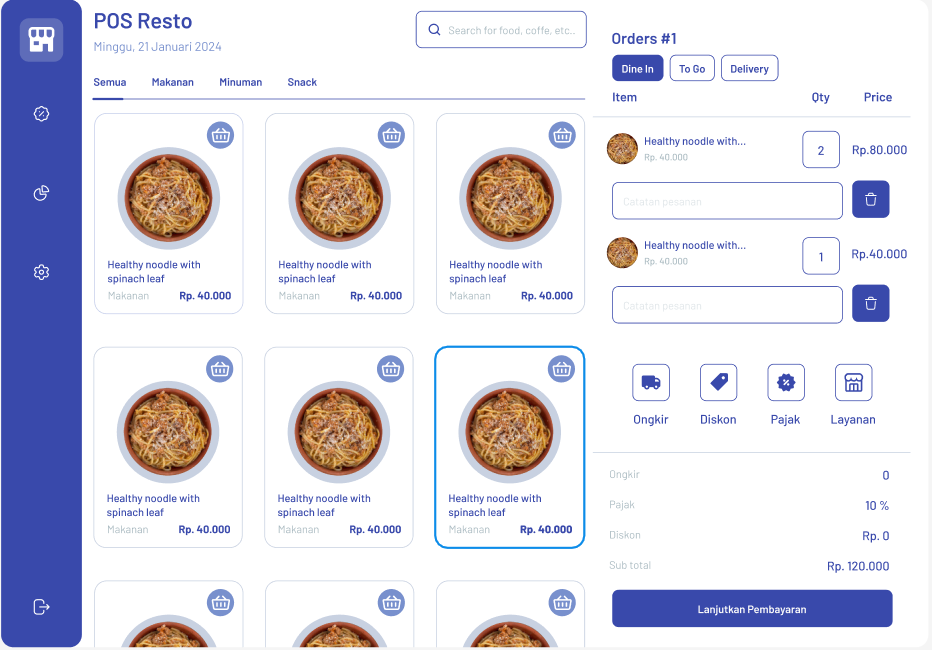 POS Resto
Minggu, 21 Januari 2024
Search for food, coffe, etc..
Semua
Makanan
Minuman
Snack
Healthy noodle with
spinach leaf
Makanan
Rp. 40.000
Healthy noodle with
spinach leaf
Makanan
Rp. 40.000
Healthy noodle with
spinach leaf
Makanan
Rp. 40.000
Healthy noodle with
spinach leaf
Makanan
Rp. 40.000
Healthy noodle with
spinach leaf
Makanan
Rp. 40.000
Healthy noodle with
spinach leaf
Makanan
Rp. 40.000
Orders #1
Dine In
To Go
Delivery
Item
Qty
Price
Healthy noodle with...
Rp. 40.000
2
Rp.80.000
Catatan pesanan
Healthy noodle with...
Rp. 40.000
1
Rp.40.000
Catatan pesanan
Ongkir
Diskon
Pajak
Layanan
Ongkir
0
Pajak
10 %
Diskon
Rp. 0
Sub total
Rp. 120.000
Lanjutkan Pembayaran